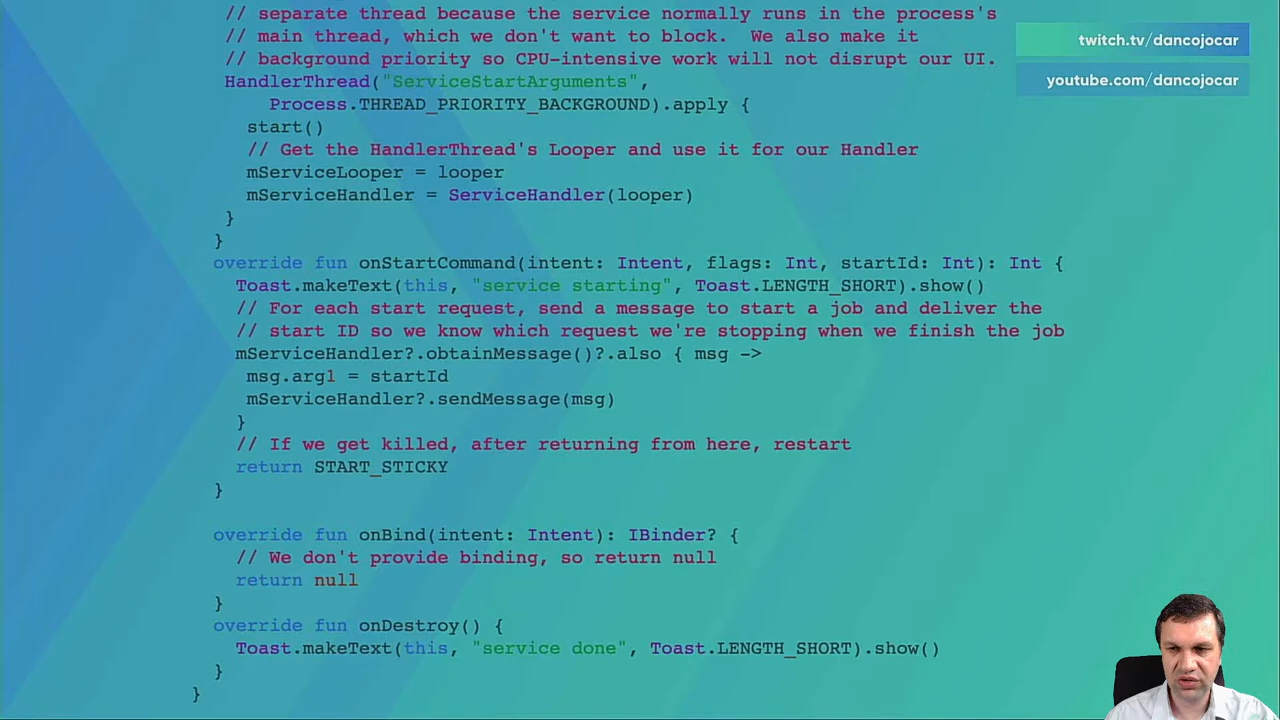 // separate thread because the service normally runs in the process's
// main thread, which we don't want to block.  We also make it
// background priority so CPU-intensive work will not disrupt our UI.
HandlerThread("ServiceStartArguments",
Process.THREAD_PRIORITY_BACKGROUND).apply {
start()
// Get the HandlerThread's Looper and use it for our Handler
mServiceLooper = looper
mServiceHandler = ServiceHandler(looper)
}
}
override fun onStartCommand(intent: Intent, flags: Int, startId: Int): Int {
Toast.makeText(this, "service starting", Toast.LENGTH_SHORT).show()
// For each start request, send a message to start a job and deliver the
// start ID so we know which request we're stopping when we finish the job
mServiceHandler?.obtainMessage()?.also { msg ->
msg.arg1 = startId
mServiceHandler?.sendMessage(msg)
}
// If we get killed, after returning from here, restart
return START_STICKY
}
override fun onBind(intent: Intent): IBinder? {
// We don't provide binding, so return null
return null
}
override fun onDestroy() {
Toast.makeText(this, "service done", Toast.LENGTH_SHORT).show()
}
}
twitch.tv/dancojocar
youtube.com/dancojocar